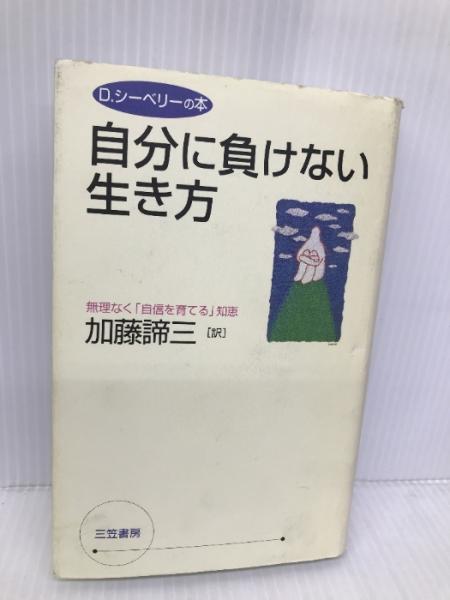 D.シーベリーの本
自分に負けない
生き方
無理なく「自信を育てる」知恵
加藤諦三[訳]
三笠書房